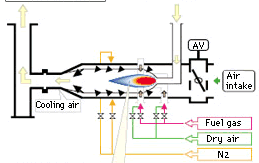 AV
Air
intake
Cooling air
Fuel gas
Dry air
N2